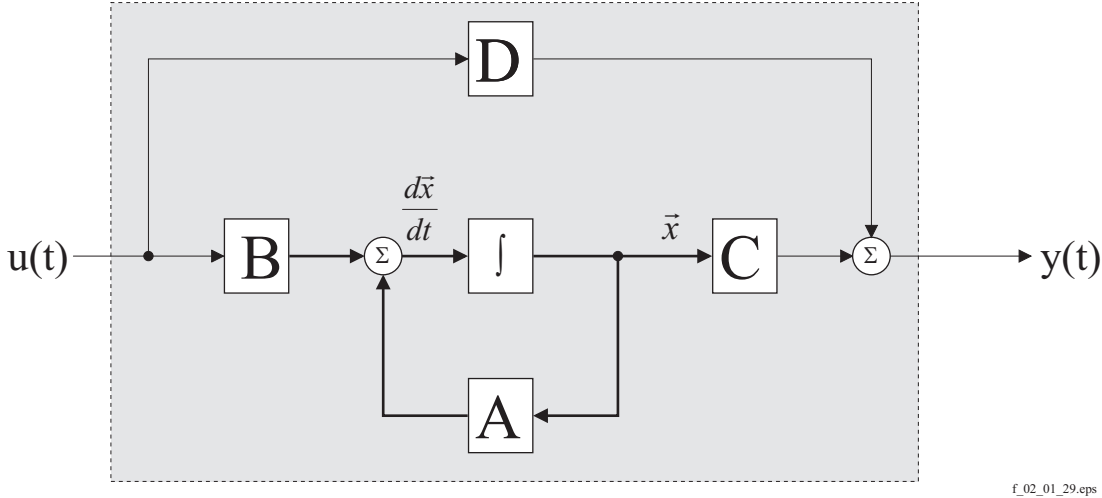 D
dx⃗
dt
x⃗
u(t)
B
Σ
∫
C
Σ
y(t)
A
f_02_01_29.eps